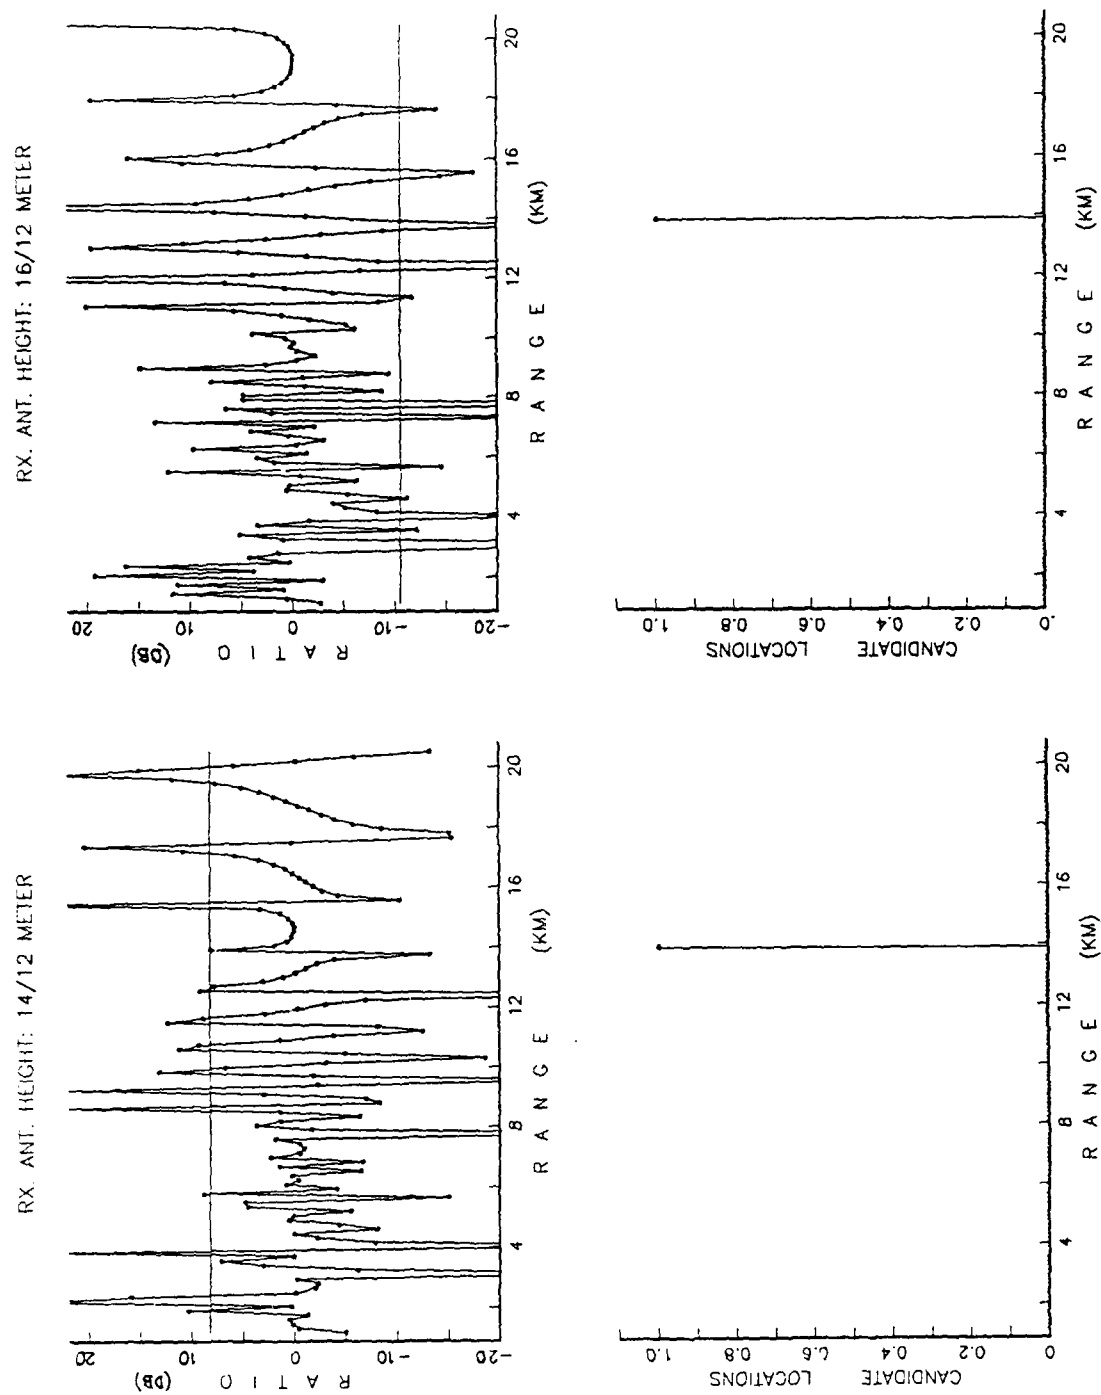 RX. ANT. HEIGHT: 14/12 METER
20
10
0
-10
-20
R A T I O
(DB)
4
8
12
16
20
R A N G E (KM)
1.0
0.8
0.6
0.4
0.2
CANDIDATE
LOCATIONS
4
8
12
16
20
R A N G E (KM)
RX. ANT. HEIGHT: 16/12 METER
20
10
0
-10
-20
R A T I O
(DB)
4
8
12
16
20
R A N G E (KM)
1.0
0.8
0.6
0.4
0.2
.0
CANDIDATE
LOCATIONS
4
8
12
16
20
R A N G E (KM)